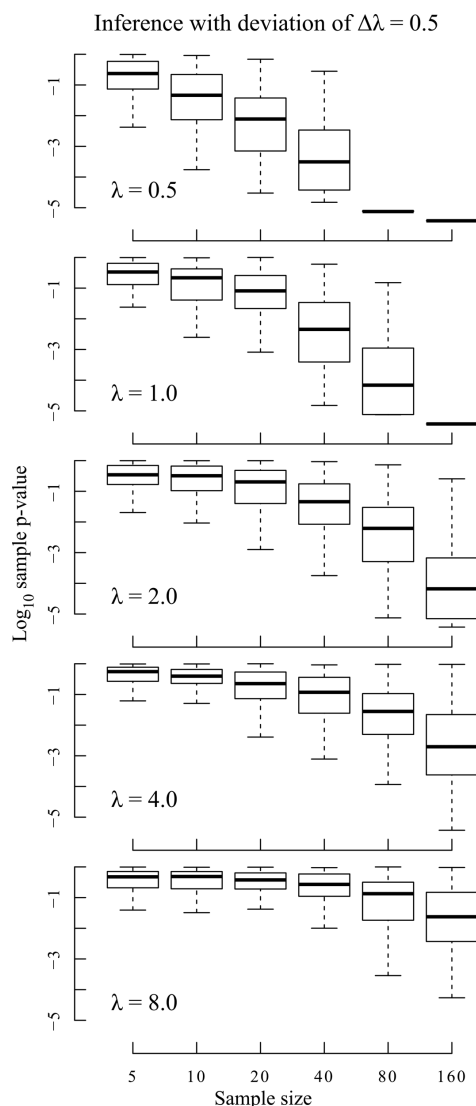 Inference with deviation of Δλ = 0.5
-1
-3
-5
λ = 0.5
-1
-3
-5
λ = 1.0
-1
-3
-5
λ = 2.0
-1
-3
-5
λ = 4.0
-1
-3
-5
λ = 8.0
Log10 sample p-value
5 10 20 40 80 160
Sample size